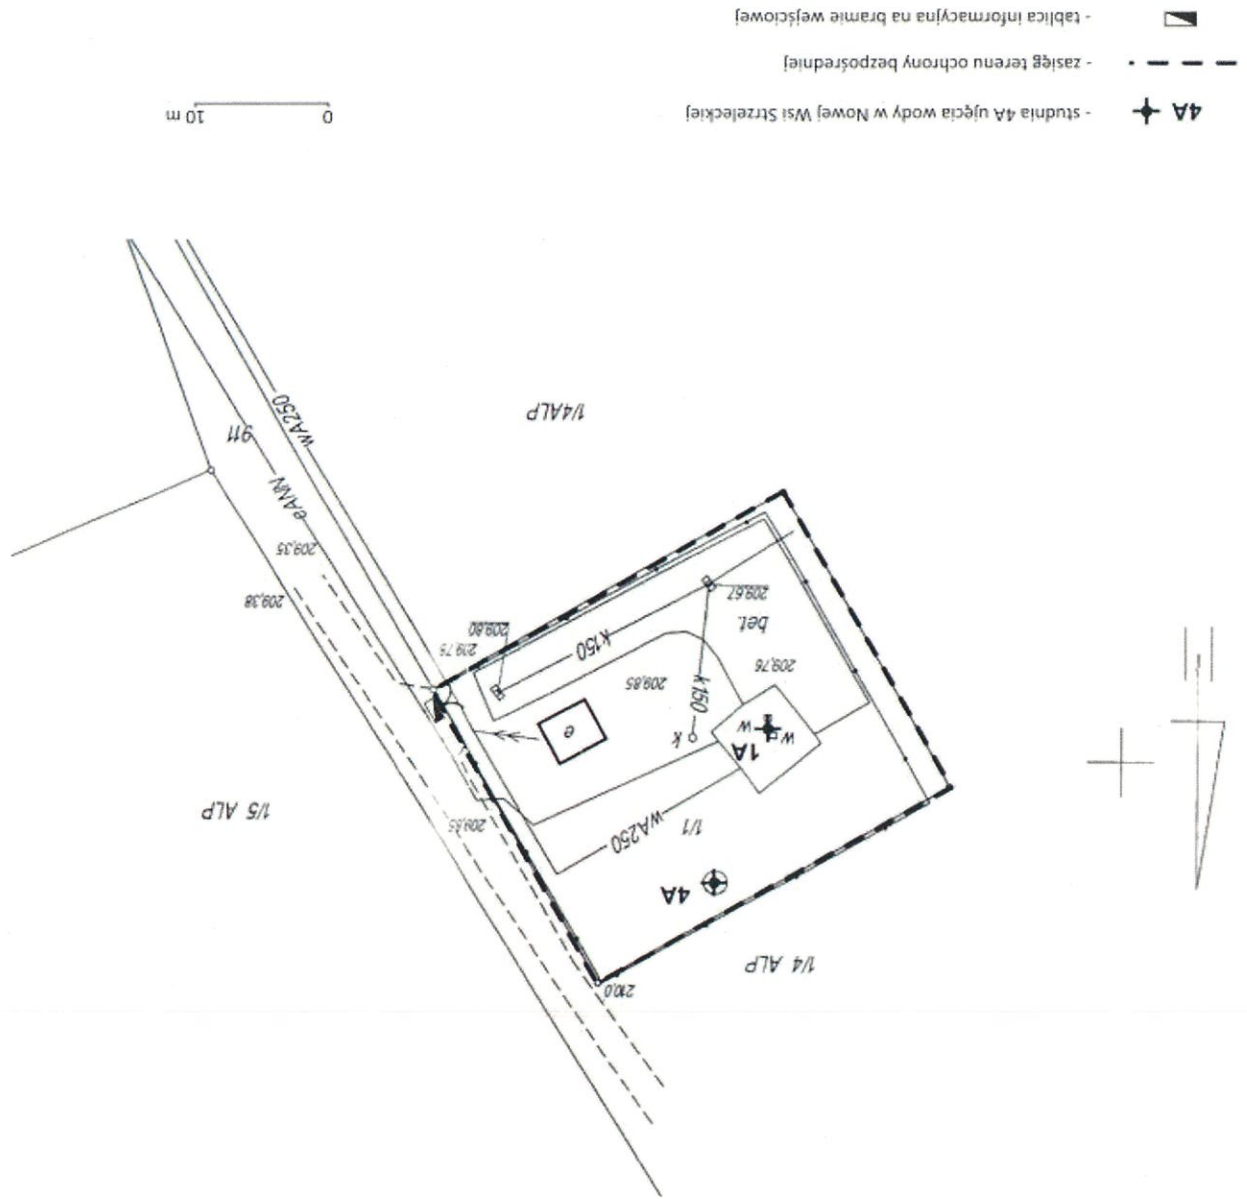 210,0
1/4 ALP
4A
wA250
1/1
209,85
1/5 ALP
1A
w
w
k
e
k150
209,85
209,76
bet.
k150
209,75
209,80
209,67
209,38
209,35
eANN
911
wA250
1/4ALP
4A - studnia 4A ujęcia wody w Nowej Wsi Strzeleckiej
0 10 m
- zasięg terenu ochrony bezpośredniej
- tablica informacyjna na bramie wejściowej